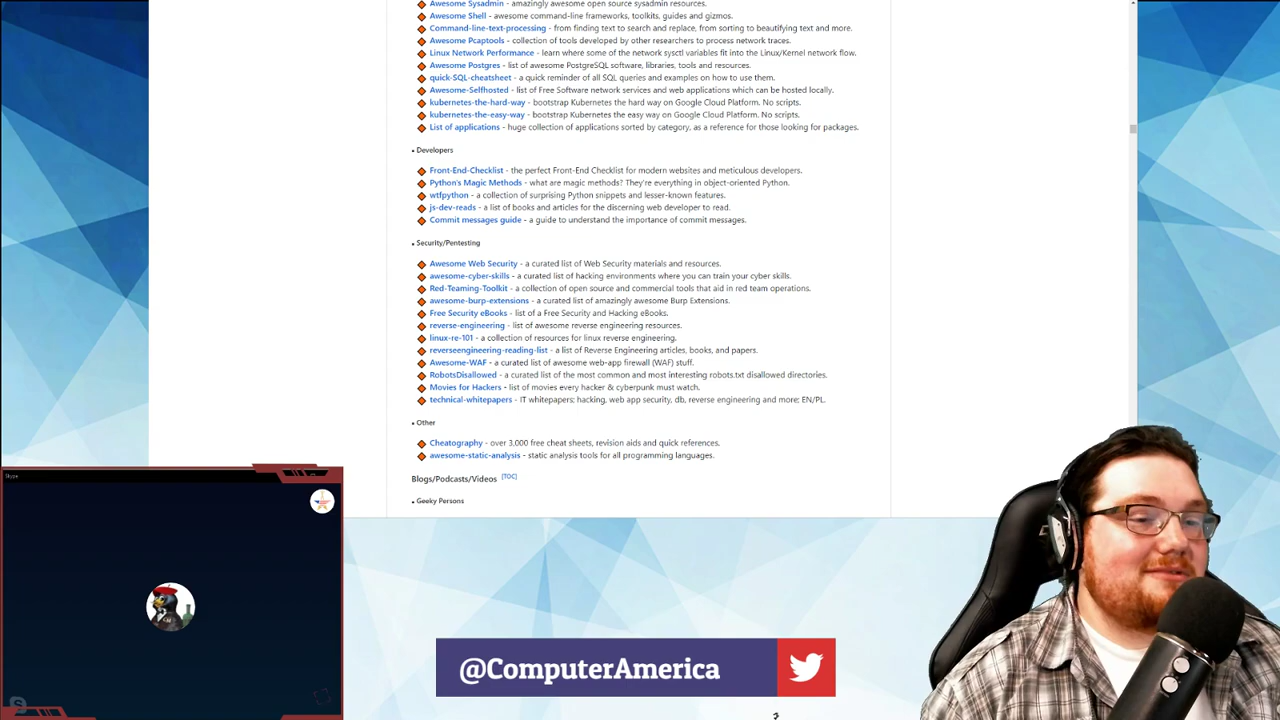 Awesome Sysadmin - amazingly awesome open source sysadmin resources.
Awesome Shell - awesome command-line frameworks, toolkits, guides and gizmos.
Command-line-text-processing - from finding text to search and replace, from sorting to beautifying text and more.
Awesome Pcaptools - collection of tools developed by other researchers to process network traces.
Linux Network Performance - learn where some of the network sysctl variables fit into the Linux/Kernel network flow.
Awesome Postgres - list of awesome PostgreSQL software, libraries, tools and resources.
quick-SQL-cheatsheet - a quick reminder of all SQL queries and examples on how to use them.
Awesome-Selfhosted - list of Free Software network services and web applications which can be hosted locally.
kubernetes-the-hard-way - bootstrap Kubernetes the hard way on Google Cloud Platform. No scripts.
kubernetes-the-easy-way - bootstrap Kubernetes the easy way on Google Cloud Platform. No scripts.
List of applications - huge collection of applications sorted by category, as a reference for those looking for packages.
▪ Developers
Front-End-Checklist - the perfect Front-End Checklist for modern websites and meticulous developers.
Python's Magic Methods - what are magic methods? They're everything in object-oriented Python.
wtfpython - a collection of surprising Python snippets and lesser-known features.
js-dev-reads - a list of books and articles for the discerning web developer to read.
Commit messages guide - a guide to understand the importance of commit messages.
▪ Security/Pentesting
Awesome Web Security - a curated list of Web Security materials and resources.
awesome-cyber-skills - a curated list of hacking environments where you can train your cyber skills.
Red-Teaming-Toolkit - a collection of open source and commercial tools that aid in red team operations.
awesome-burp-extensions - a curated list of amazingly awesome Burp Extensions.
Free Security eBooks - list of a Free Security and Hacking eBooks.
reverse-engineering - list of awesome reverse engineering resources.
linux-re-101 - a collection of resources for linux reverse engineering.
reverseengineering-reading-list - a list of Reverse Engineering articles, books, and papers.
Awesome-WAF - a curated list of awesome web-app firewall (WAF) stuff.
RobotsDisallowed - a curated list of the most common and most interesting robots.txt disallowed directories.
Movies for Hackers - list of movies every hacker & cyberpunk must watch.
technical-whitepapers - IT whitepapers; hacking, web app security, db, reverse engineering and more; EN/PL.
▪ Other
Cheatography - over 3,000 free cheat sheets, revision aids and quick references.
awesome-static-analysis - static analysis tools for all programming languages.
Blogs/Podcasts/Videos [TOC]
▪ Geeky Persons
Skype
@ComputerAmerica